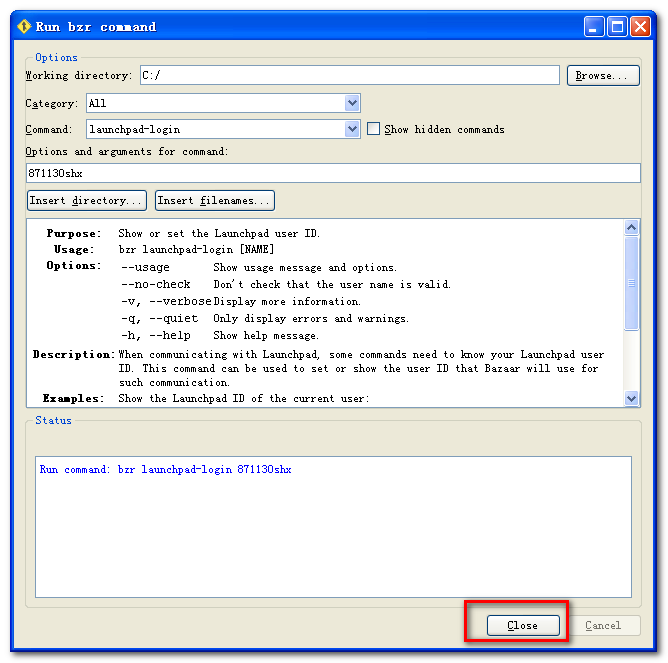 Run bzr command
Options
Working directory: C:/ Browse...
Category: All
Command: launchpad-login Show hidden commands
Options and arguments for command:
871130shx
Insert directory... Insert filenames...
Purpose: Show or set the Launchpad user ID.
Usage: bzr launchpad-login [NAME]
Options: --usage Show usage message and options.
--no-check Don't check that the user name is valid.
-v, --verbose Display more information.
-q, --quiet Only display errors and warnings.
-h, --help Show help message.
Description: When communicating with Launchpad, some commands need to know your Launchpad user
ID. This command can be used to set or show the user ID that Bazaar will use for
such communication.
Examples: Show the Launchpad ID of the current user:
Status
Run command: bzr launchpad-login 871130shx
Close Cancel